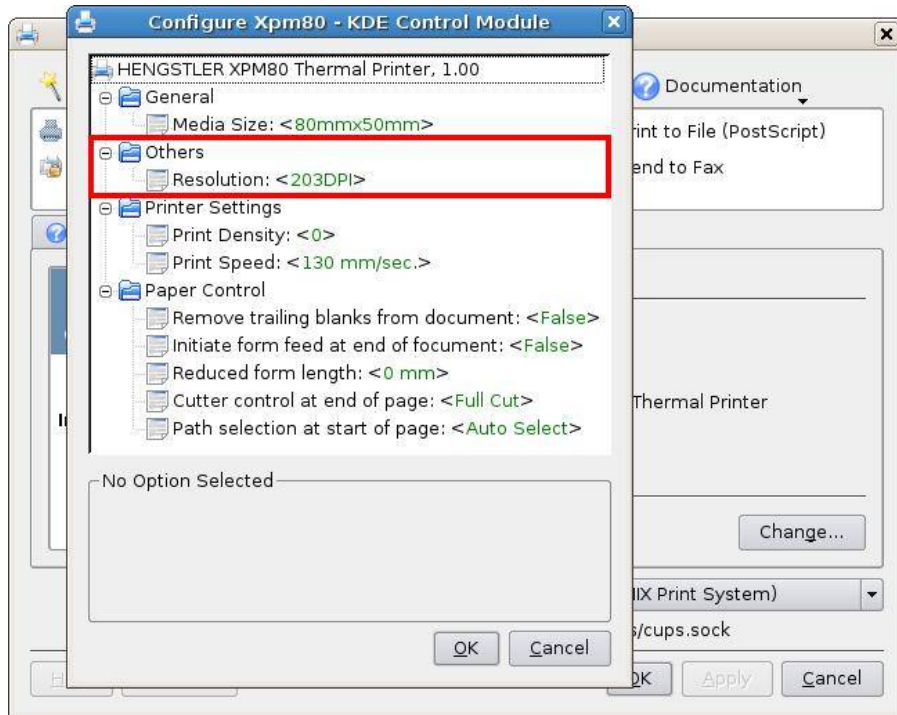 Configure Xpm80 - KDE Control Module
HENGSTLER XPM80 Thermal Printer, 1.00
General
Media Size: <80mmx50mm>
Others
Resolution: <203DPI>
Printer Settings
Print Density: <0>
Print Speed: <130 mm/sec.>
Paper Control
Remove trailing blanks from document: <False>
Initiate form feed at end of focument: <False>
Reduced form length: <0 mm>
Cutter control at end of page: <Full Cut>
Path selection at start of page: <Auto Select>
No Option Selected
OK Cancel
Documentation
rint to File (PostScript)
end to Fax
Thermal Printer
Change...
IX Print System)
s/cups.sock
OK Apply Cancel